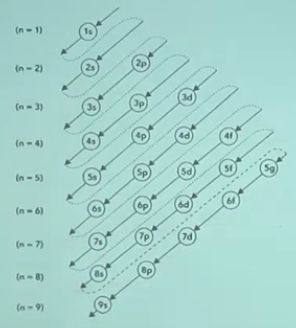 (n = 1) 1s
(n = 2) 2s 2p
(n = 3) 3s 3p 3d
(n = 4) 4s 4p 4d 4f
(n = 5) 5s 5p 5d 5f 5g
(n = 6) 6s 6p 6d 6f
(n = 7) 7s 7p 7d
(n = 8) 8s 8p
(n = 9) 9s